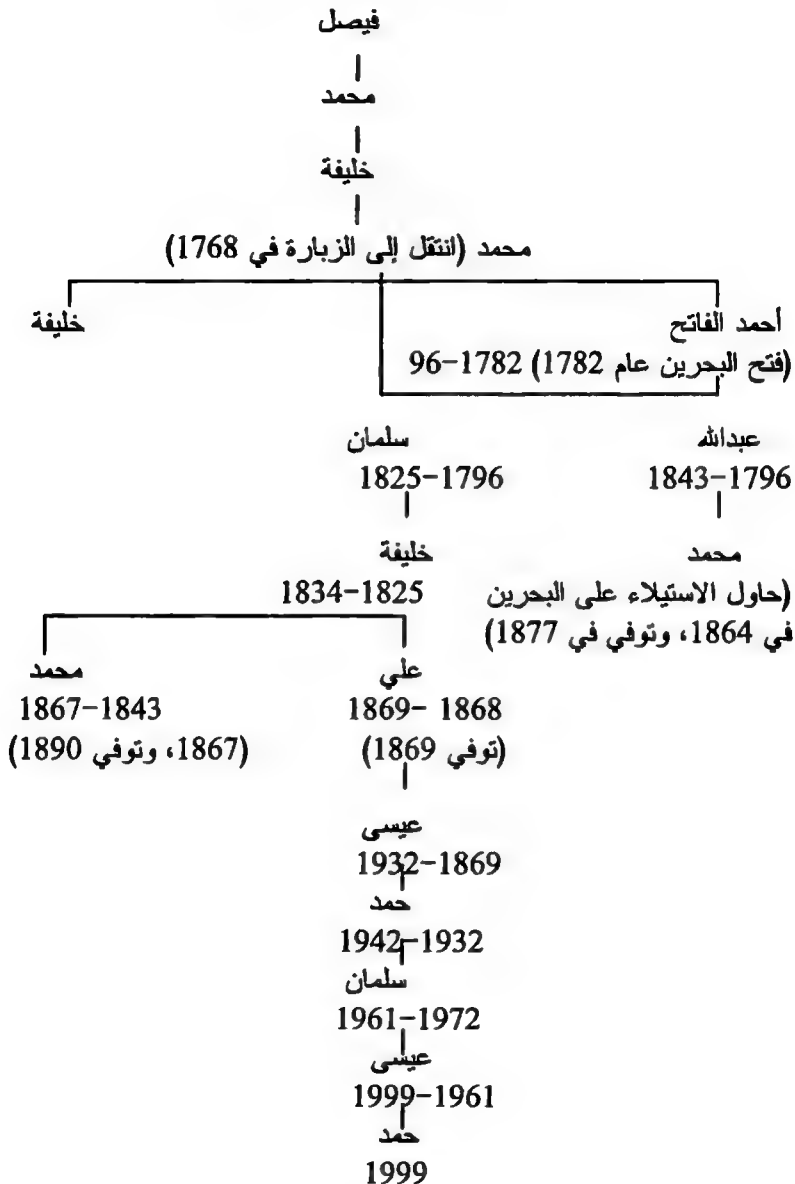 فيصل
محمد
خليفة
محمد (انتقل إلى الزبارة في 1768)
أحمد الفاتح
خليفة
(فتح البحرين عام 1782) 96-1782
عبدالله
سلمان
1843-1796
1825-1796
محمد
خليفة
(حاول الاستيلاء على البحرين
1834-1825
في 1864، وتوفي في 1877)
علي
محمد
1869- 1868
1867-1843
(توفي 1869)
(1867، وتوفي 1890)
عيسى
1932-1869
حمد
1942-1932
سلمان
1961-1972
عيسى
1999-1961
حمد
1999